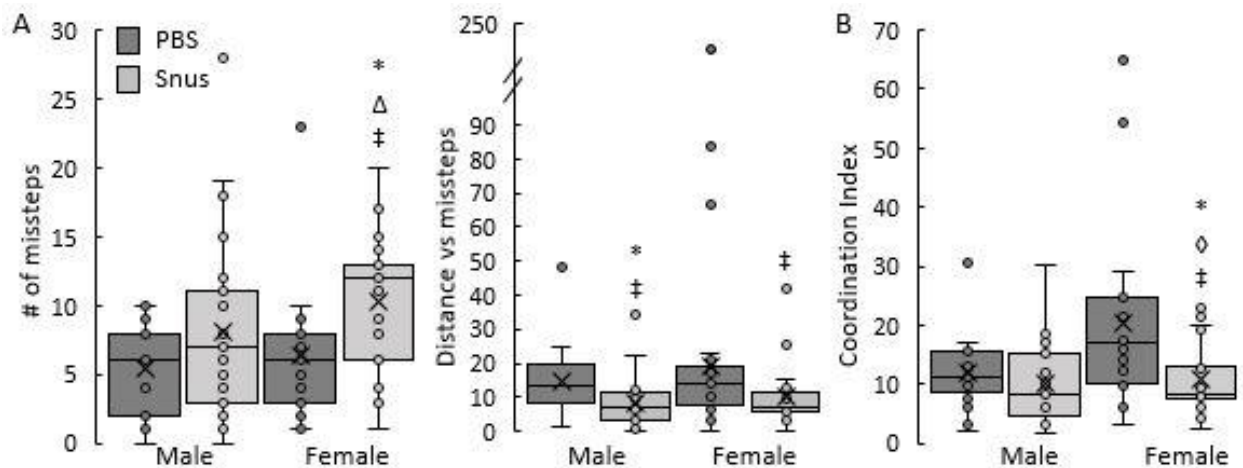 A
PBS
Snus
# of missteps
30
25
20
15
10
5
0
*
Δ
‡
Male
Female
Distance vs missteps
250
90
80
70
60
50
40
30
20
10
0
*
‡
‡
Male
Female
B
Coordination Index
70
60
50
40
30
20
10
0
*
◊
‡
Male
Female